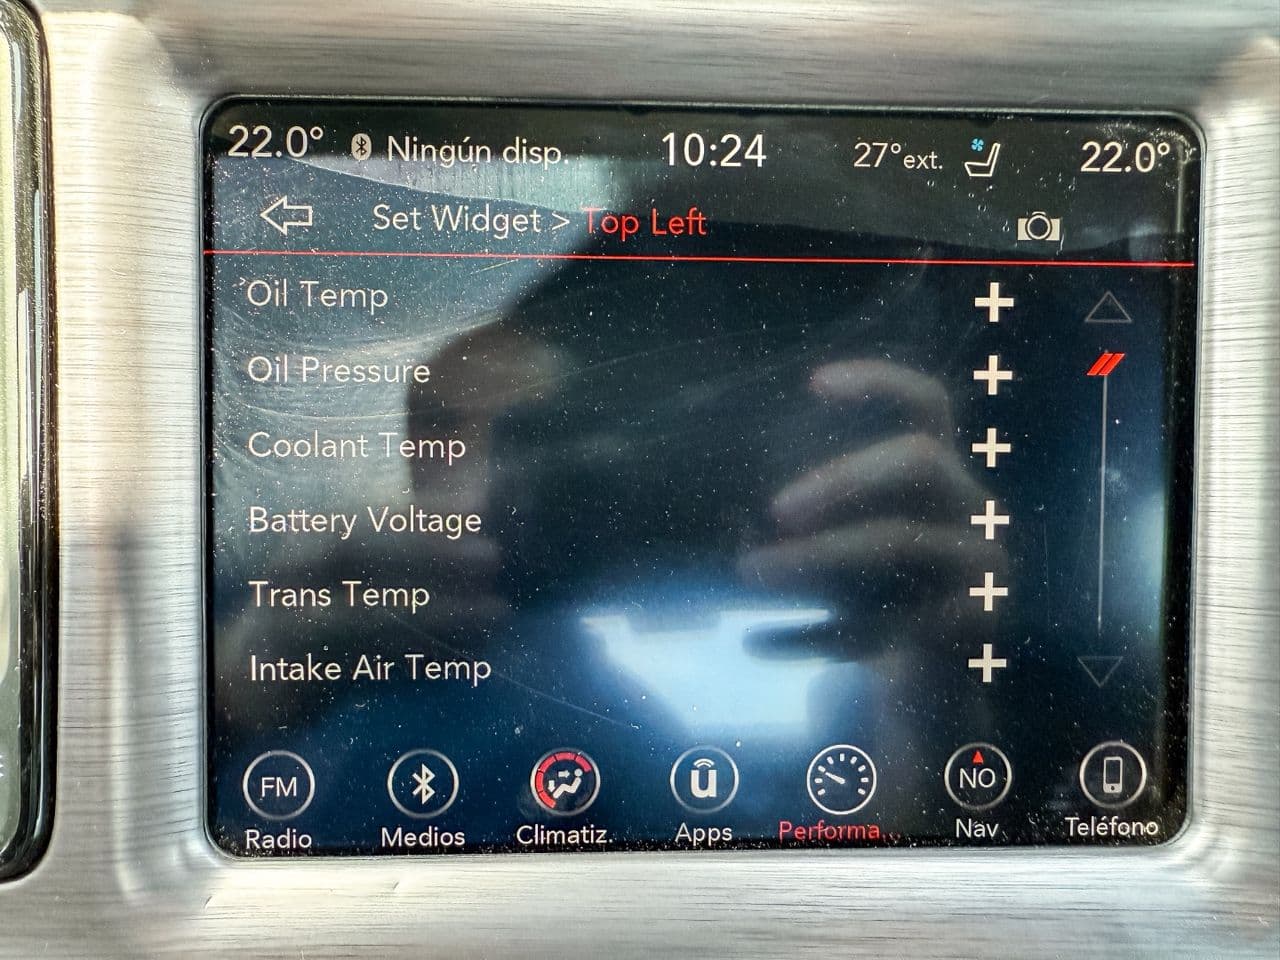 22.0° Ningún disp. 10:24 27°ext. 22.0°
Set Widget > Top Left
Oil Temp
Oil Pressure
Coolant Temp
Battery Voltage
Trans Temp
Intake Air Temp
FM ü NO
Radio Medios Climatiz. Apps Performa... Nav Teléfono